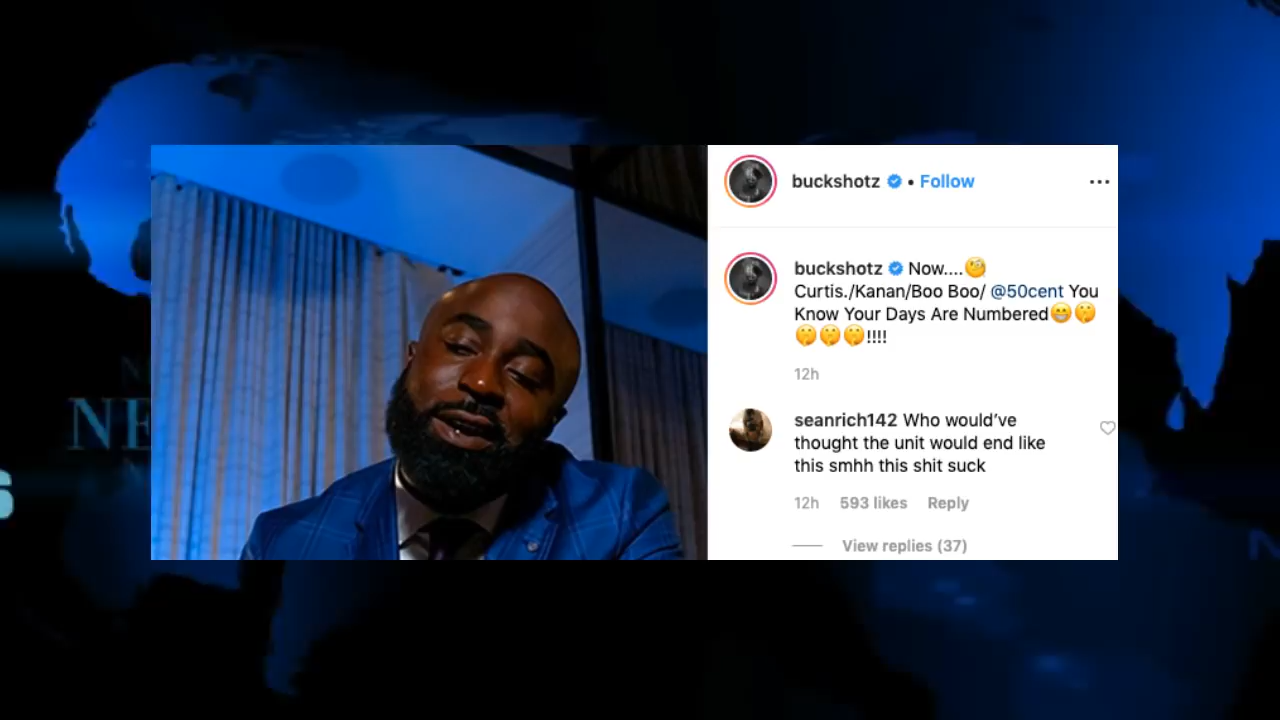 buckshotz • Follow
buckshotz Now....🧐
Curtis./Kanan/Boo Boo/ @50cent You
Know Your Days Are Numbered😁🤫
🤫🤫🤫!!!!
12h
seanrich142 Who would’ve
thought the unit would end like
this smhh this shit suck
12h 593 likes Reply
View replies (37)
NE